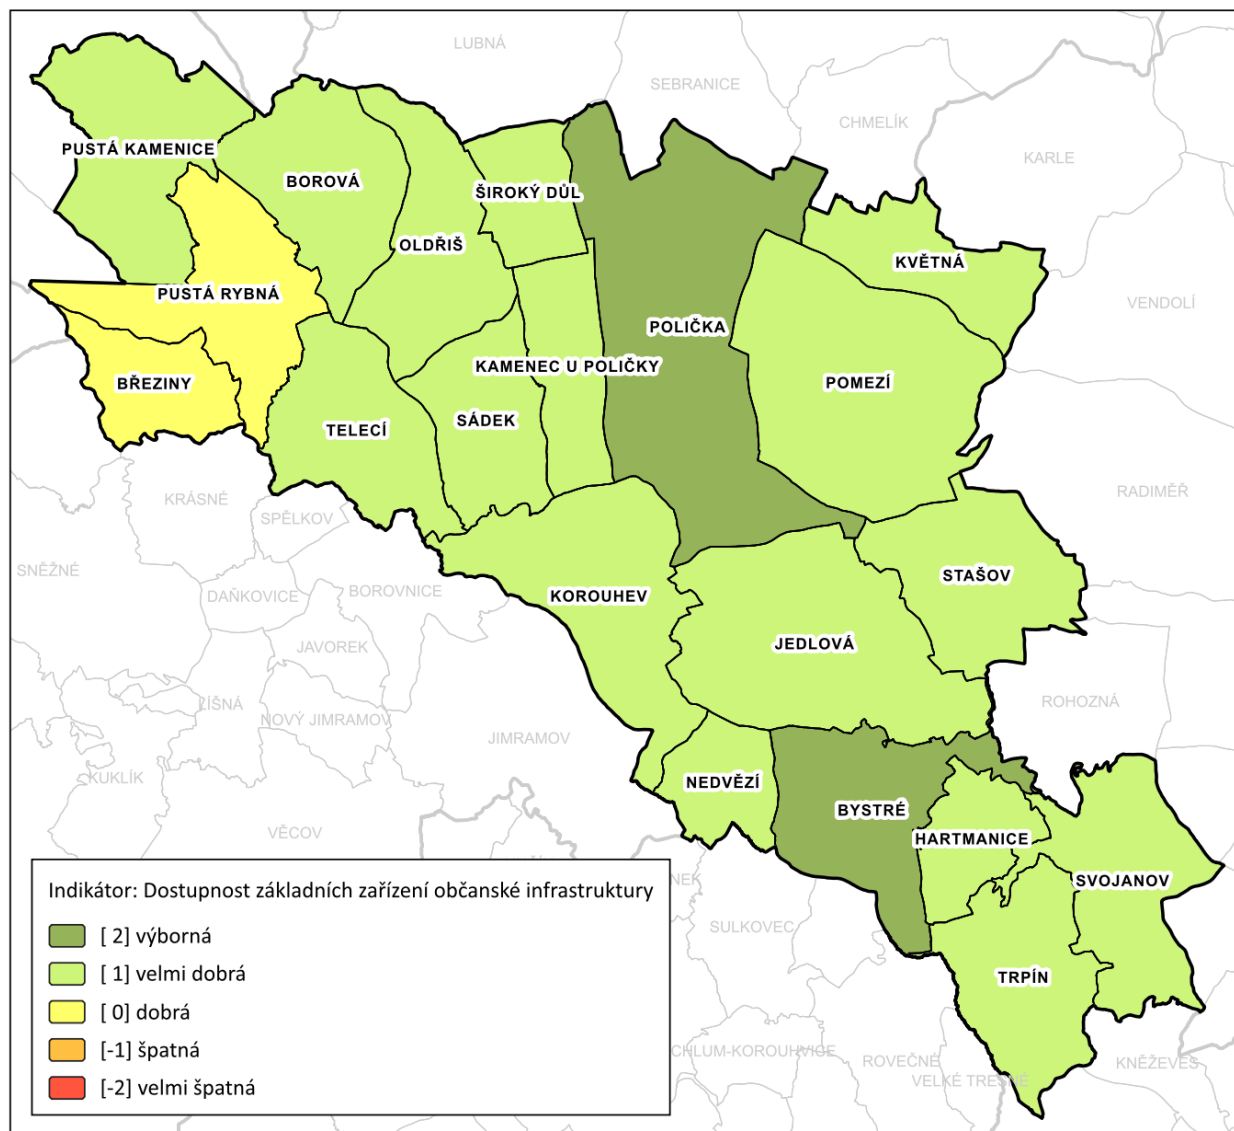 LUBNÁ
SEBRANICE
CHMELÍK
KARLE
PUSTÁ KAMENICE
BOROVÁ
ŠIROKÝ DŮL
OLDŘIŠ
KVĚTNÁ
PUSTÁ RYBNÁ
VENDOLÍ
POLIČKA
KAMENEC U POLIČKY
BŘEZINY
POMEZÍ
SÁDEK
TELECÍ
RADIMĚŘ
KRÁSNÉ
SPĚLKOV
SNĚŽNÉ
STAŠOV
BOROVNICE
DAŇKOVICE
KOROUHEV
JAVOREK
JEDLOVÁ
LÍŠNÁ
ROHOZNÁ
NOVÝ JIMRAMOV
JIMRAMOV
KUKLÍK
NEDVĚZÍ
BYSTRÉ
VĚCOV
HARTMANICE
NEK
SVOJANOV
Indikátor: Dostupnost základních zařízení občanské infrastruktury
SULKOVEC
[ 2] výborná
[ 1] velmi dobrá
TRPÍN
[ 0] dobrá
[-1] špatná
CHLUM-KOROUHVICE
ROVEČNÉ
KNĚŽEVES
VELKÉ TRESNÉ
[-2] velmi špatná